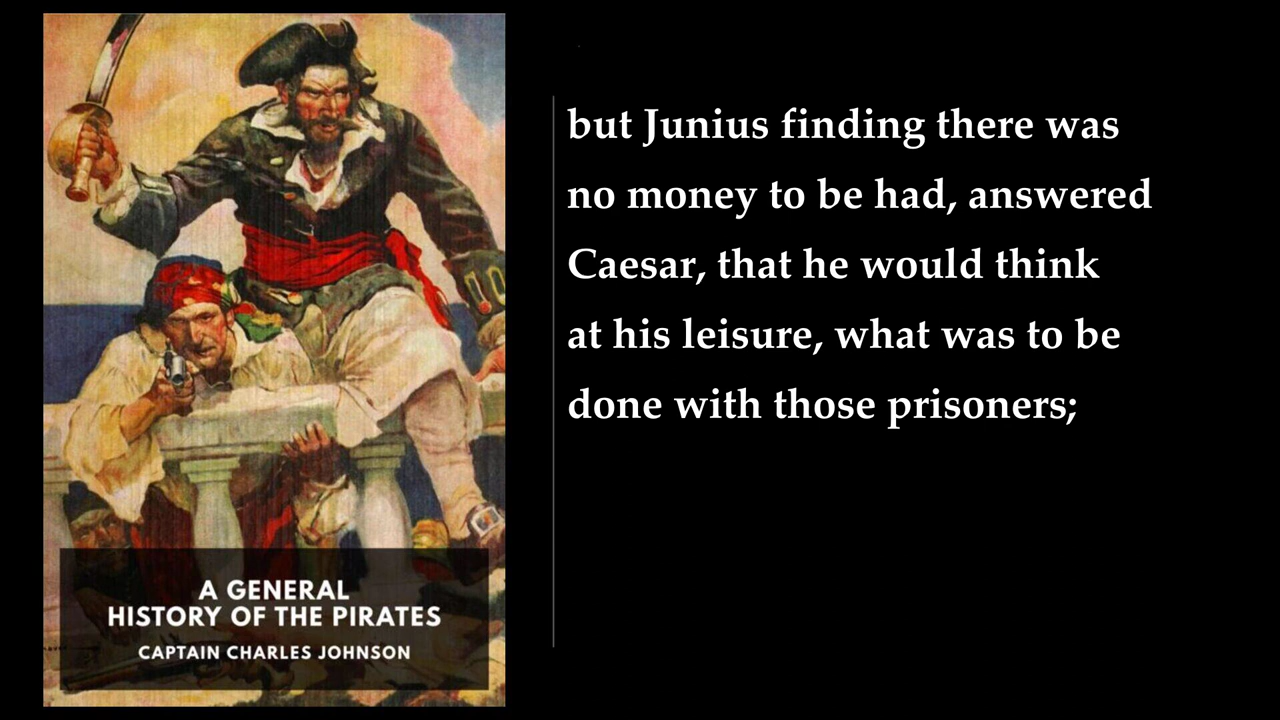 but Junius finding there was
no money to be had, answered
Caesar, that he would think
at his leisure, what was to be
done with those prisoners;
A GENERAL
HISTORY OF THE PIRATES
CAPTAIN CHARLES JOHNSON